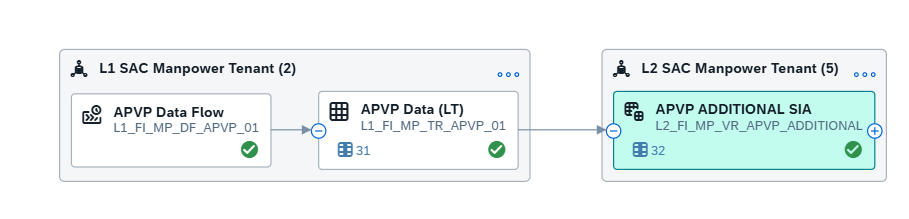 L1 SAC Manpower Tenant (2)
APVP Data Flow
L1_FI_MP_DF_APVP_01
APVP Data (LT)
L1_FI_MP_TR_APVP_01
31
L2 SAC Manpower Tenant (5)
APVP ADDITIONAL SIA
L2_FI_MP_VR_APVP_ADDITIONAL
32